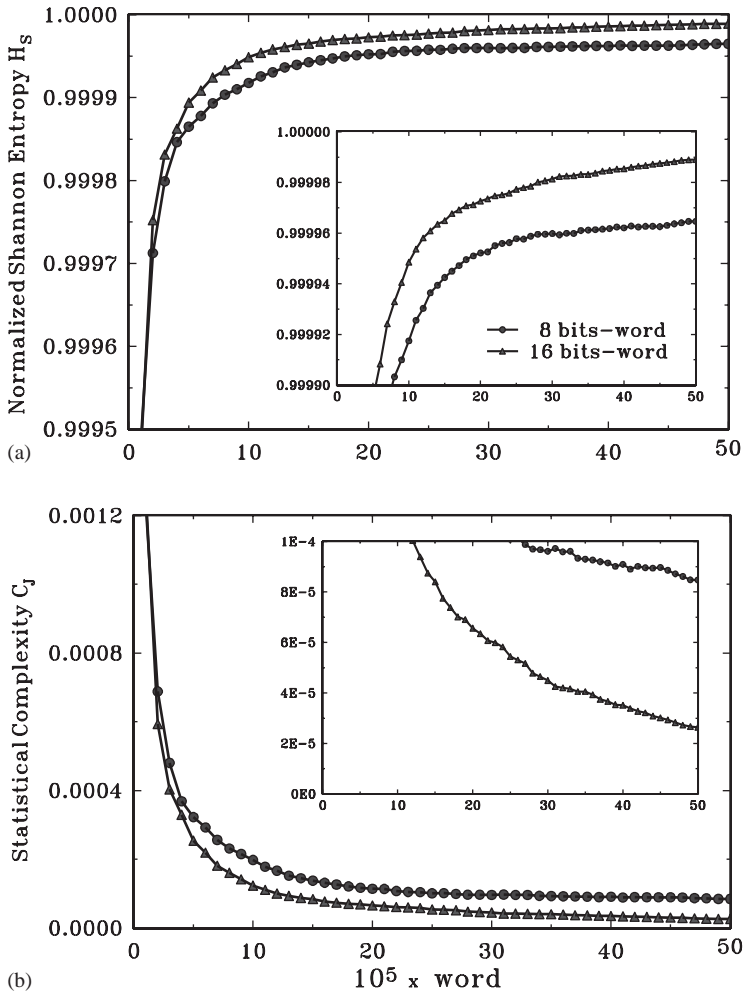 Normalized Shannon Entropy H_S
1.0000
0.9999
0.9998
0.9997
0.9996
0.9995
0 10 20 30 40 50
1.00000
0.99998
0.99996
0.99994
0.99992
0.99990
0 10 20 30 40 50
8 bits-word
16 bits-word
(a)
Statistical Complexity C_J
0.0012
0.0008
0.0004
0.0000
0 10 20 30 40 50
1E-4
8E-5
6E-5
4E-5
2E-5
0E0
0 10 20 30 40 50
10^5 x word
(b)